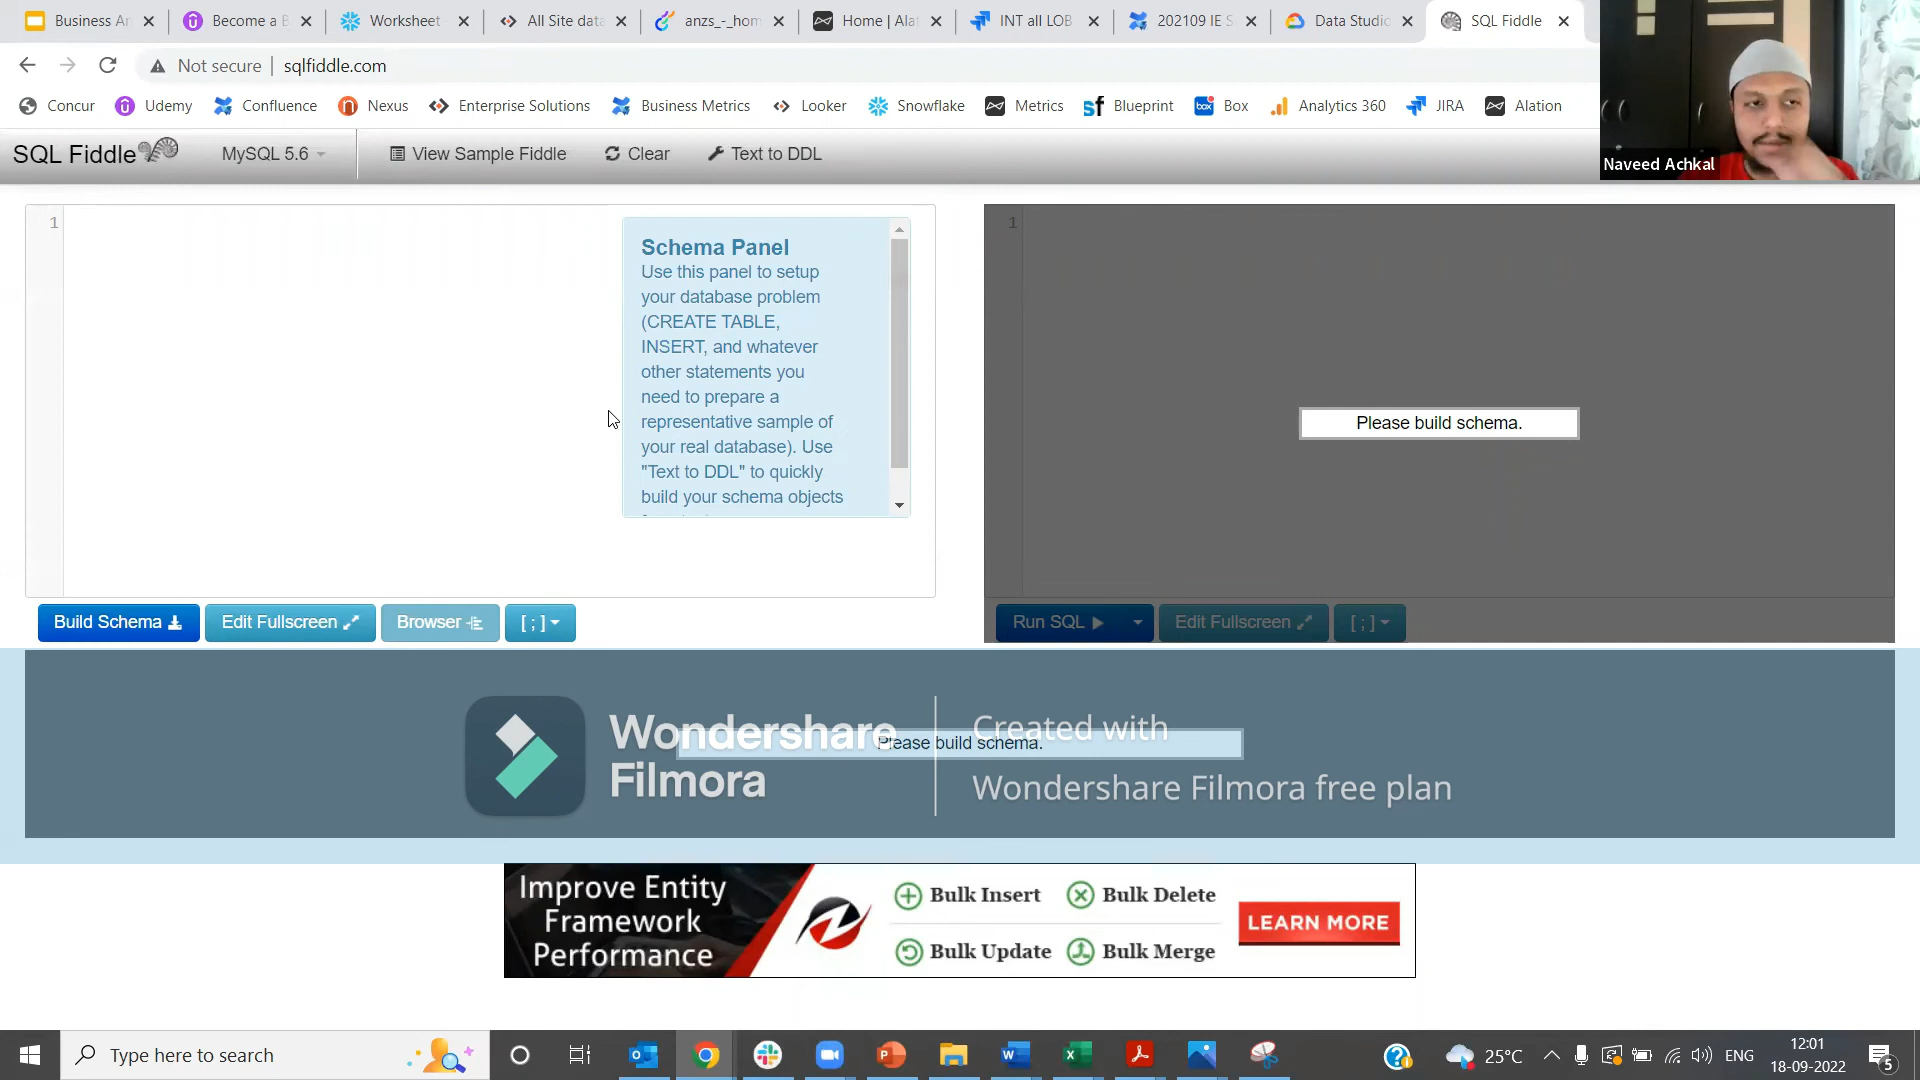 Business An
Become a B
Worksheet
All Site data
anzs_-_hom
Home | Alat
INT all LOB
202109 IE S
Data Studio
SQL Fiddle
Not secure
sqlfiddle.com
Concur
Udemy
Confluence
Nexus
Enterprise Solutions
Business Metrics
Looker
Snowflake
Metrics
Blueprint
Box
Analytics 360
JIRA
Alation
SQL Fiddle
MySQL 5.6
View Sample Fiddle
Clear
Text to DDL
Naveed Achkal
1
Schema Panel
Use this panel to setup
your database problem
(CREATE TABLE,
INSERT, and whatever
other statements you
need to prepare a
representative sample of
your real database). Use
"Text to DDL" to quickly
build your schema objects
1
Please build schema.
Build Schema
Edit Fullscreen
Browser
[ ; ]
Run SQL
Edit Fullscreen
[ ; ]
Please build schema.
Wondershare
Filmora
Created with
Wondershare Filmora free plan
Improve Entity
Framework
Performance
Bulk Insert
Bulk Delete
Bulk Update
Bulk Merge
LEARN MORE
Type here to search
25°C
ENG
12:01
18-09-2022
5